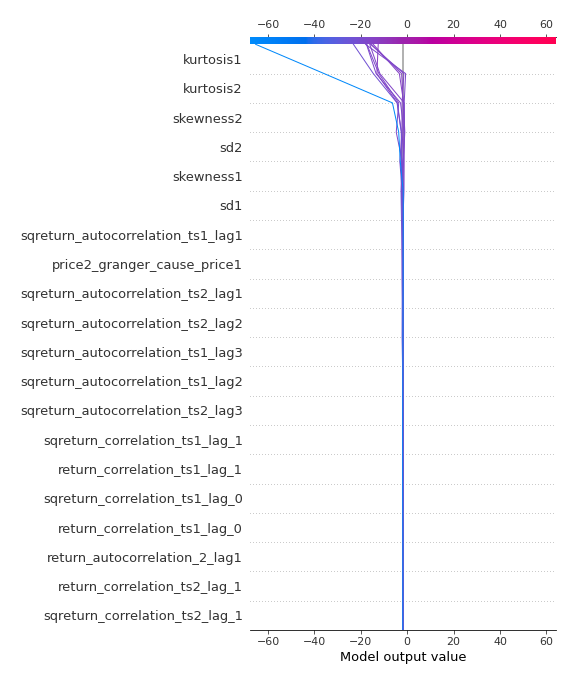 −60 −40 −20 0 20 40 60
kurtosis1
kurtosis2
skewness2
sd2
skewness1
sd1
sqreturn_autocorrelation_ts1_lag1
price2_granger_cause_price1
sqreturn_autocorrelation_ts2_lag1
sqreturn_autocorrelation_ts2_lag2
sqreturn_autocorrelation_ts1_lag3
sqreturn_autocorrelation_ts1_lag2
sqreturn_autocorrelation_ts2_lag3
sqreturn_correlation_ts1_lag_1
return_correlation_ts1_lag_1
sqreturn_correlation_ts1_lag_0
return_correlation_ts1_lag_0
return_autocorrelation_2_lag1
return_correlation_ts2_lag_1
sqreturn_correlation_ts2_lag_1
−60 −40 −20 0 20 40 60
Model output value